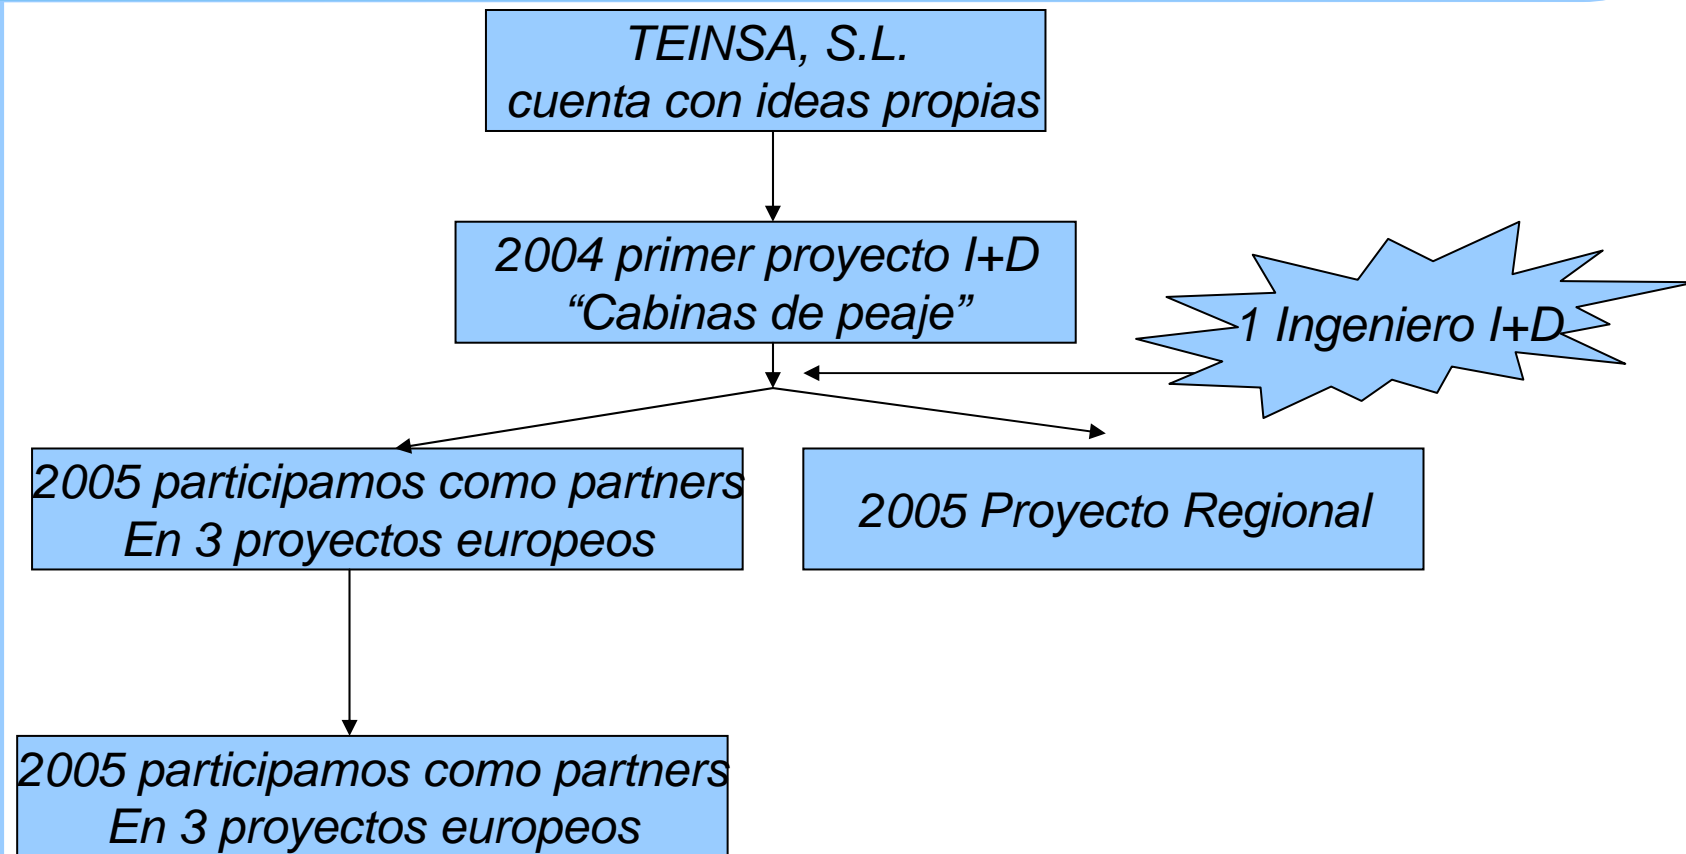 TEINSA, S.L.
cuenta con ideas propias
2004 primer proyecto I+D
“Cabinas de peaje”
1 Ingeniero I+D
2005 participamos como partners
En 3 proyectos europeos
2005 Proyecto Regional
2005 participamos como partners
En 3 proyectos europeos